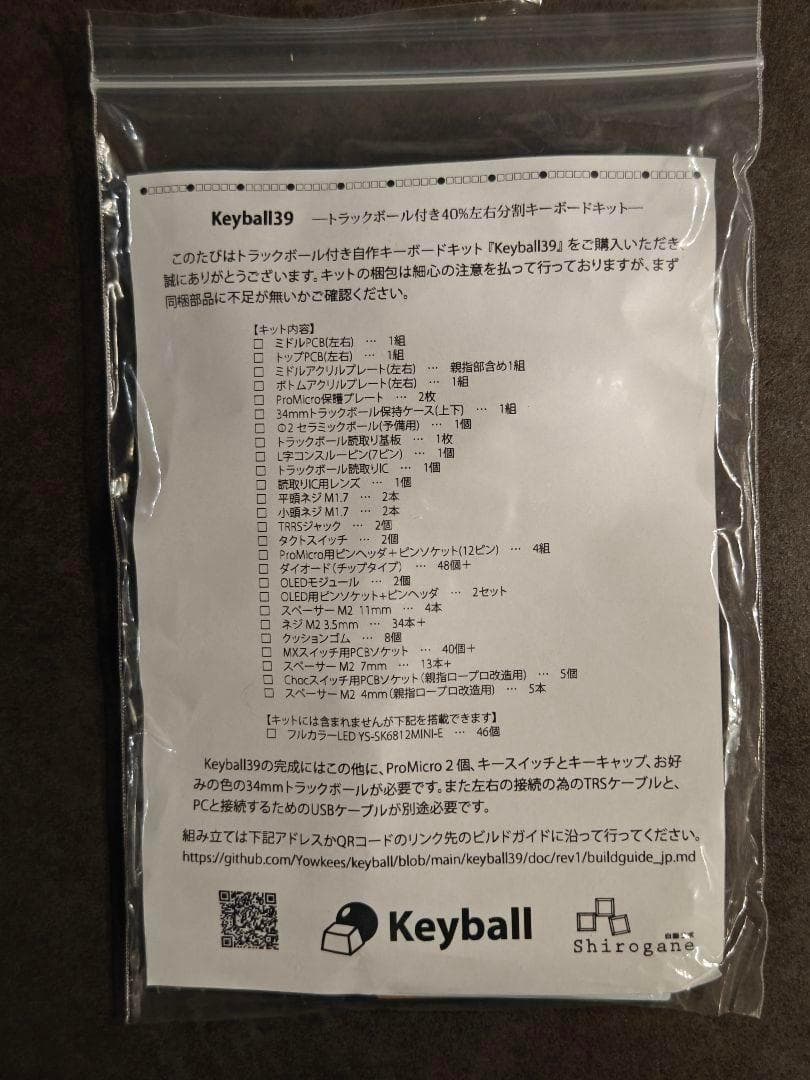 Keyball39 ―トラックボール付き40%左右分割キーボードキット―
このたびはトラックボール付き自作キーボードキット『Keyball39』をご購入いただき、
誠にありがとうございます。キットの梱包は細心の注意を払って行っておりますが、まず
同梱部品に不足が無いかご確認ください。
【キット内容】
□ ミドルPCB(左右) … 1組
□ トップPCB(左右) … 1組
□ ミドルアクリルプレート(左右) … 親指部含め1組
□ ボトムアクリルプレート(左右) … 1組
□ ProMicro保護プレート … 2枚
□ 34mmトラックボール保持ケース(上下) … 1組
□ Φ2 セラミックボール(予備用) … 1個
□ トラックボール読取り基板 … 1枚
□ L字コンスルーピン(7ピン) … 1個
□ トラックボール読取りIC … 1個
□ 読取りIC用レンズ … 1個
□ 平頭ネジ M1.7 … 2本
□ 小頭ネジ M1.7 … 2本
□ TRRSジャック … 2個
□ タクトスイッチ … 2個
□ ProMicro用ピンヘッダ+ピンソケット(12ピン) … 4組
□ ダイオード(チップタイプ) … 48個+
□ OLEDモジュール … 2個
□ OLED用ピンソケット+ピンヘッダ … 2セット
□ スペーサー M2 11mm … 4本
□ ネジ M2 3.5mm … 34本+
□ クッションゴム … 8個
□ MXスイッチ用PCBソケット … 40個+
□ スペーサー M2 7mm … 13本+
□ Chocスイッチ用PCBソケット(親指ロープロ改造用) … 5個
□ スペーサー M2 4mm(親指ロープロ改造用) … 5本
【キットには含まれませんが下記を搭載できます】
□ フルカラーLED YS-SK6812MINI-E … 46個
Keyball39の完成にはこの他に、ProMicro 2 個、キースイッチとキーキャップ、お好
みの色の34mmトラックボールが必要です。また左右の接続の為のTRSケーブルと、
PCと接続するためのUSBケーブルが別途必要です。
組み立ては下記アドレスかQRコードのリンク先のビルドガイドに沿って行ってください。
https://github.com/Yowkees/keyball/blob/main/keyball39/doc/rev1/buildguide_jp.md
Keyball
Shirogane